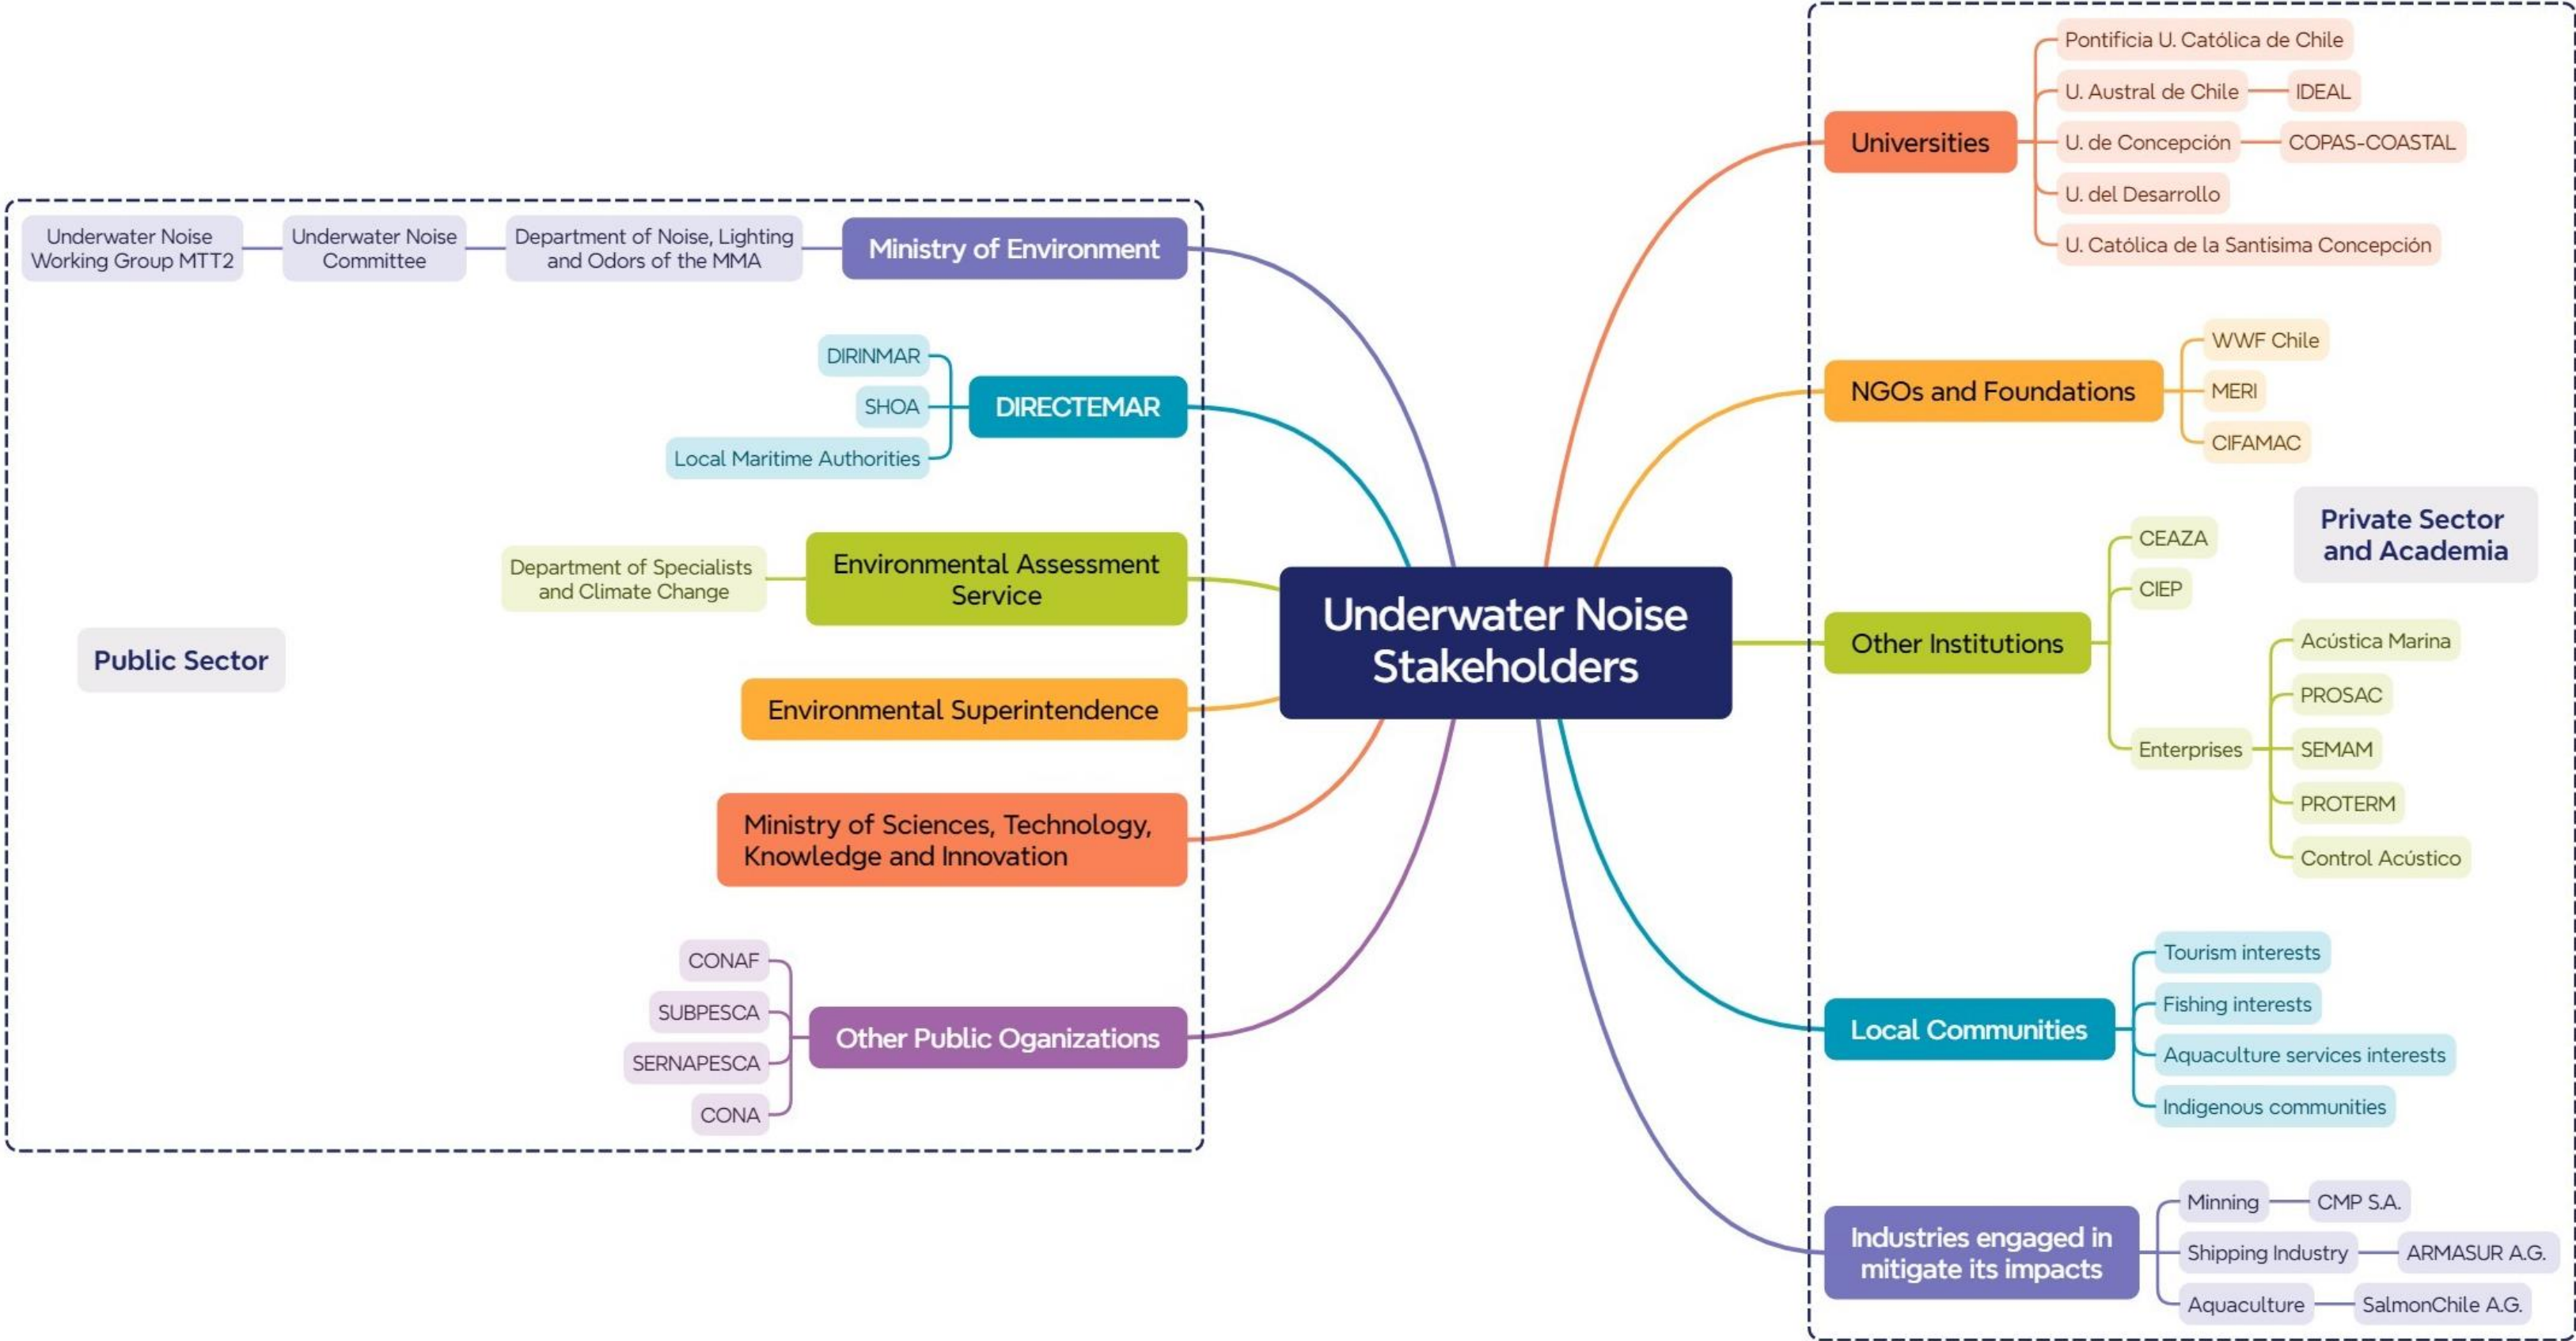 Underwater Noise
Stakeholders
Public Sector
Ministry of Environment
Department of Noise, Lighting
and Odors of the MMA
Underwater Noise
Committee
Underwater Noise
Working Group MTT2
DIRECTEMAR
DIRINMAR
SHOA
Local Maritime Authorities
Environmental Assessment
Service
Department of Specialists
and Climate Change
Environmental Superintendence
Ministry of Sciences, Technology,
Knowledge and Innovation
Other Public Oganizations
CONAF
SUBPESCA
SERNAPESCA
CONA
Private Sector
and Academia
Universities
Pontificia U. Católica de Chile
U. Austral de Chile
IDEAL
U. de Concepción
COPAS-COASTAL
U. del Desarrollo
U. Católica de la Santísima Concepción
NGOs and Foundations
WWF Chile
MERI
CIFAMAC
Other Institutions
CEAZA
CIEP
Enterprises
Acústica Marina
PROSAC
SEMAM
PROTERM
Control Acústico
Local Communities
Tourism interests
Fishing interests
Aquaculture services interests
Indigenous communities
Industries engaged in
mitigate its impacts
Minning
CMP S.A.
Shipping Industry
ARMASUR A.G.
Aquaculture
SalmonChile A.G.